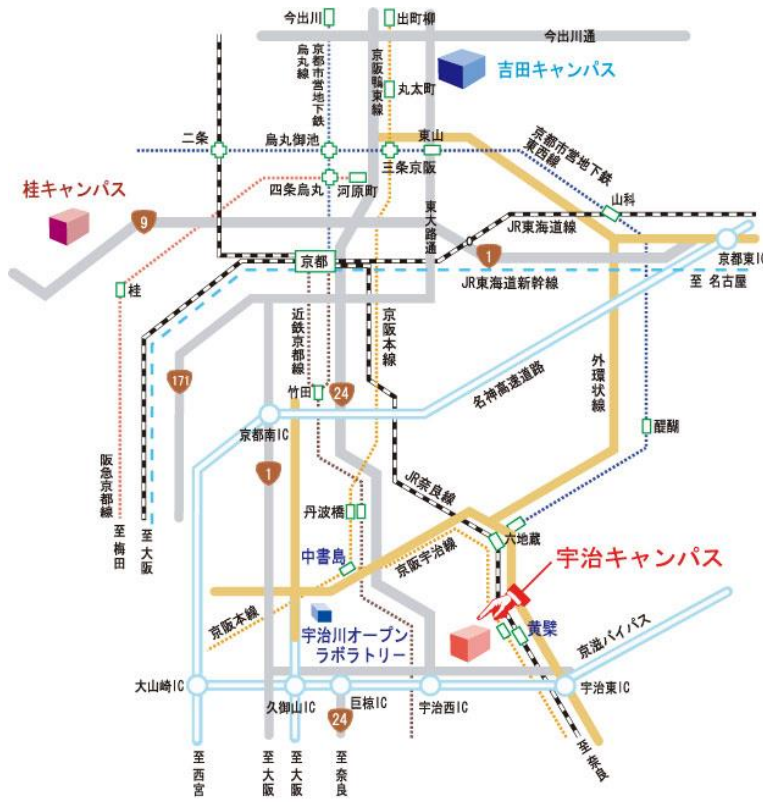 今出川
出町柳
今出川通
京都市営地下鉄
烏丸線
京阪鴨東線
丸太町
吉田キャンパス
二条
烏丸御池
東山
三条京阪
京都市営地下鉄
東西線
四条烏丸
河原町
山科
桂キャンパス
9
東大路通
JR東海道線
1
京都
京都東IC
JR東海道新幹線
至 名古屋
桂
近鉄京都線
京阪本線
外環状線
171
竹田
24
名神高速道路
京都南IC
醍醐
1
阪急京都線
JR奈良線
至梅田
至大阪
丹波橋
六地蔵
中書島
京阪宇治線
宇治キャンパス
京阪本線
宇治川オープン
ラボラトリー
黄檗
京滋バイパス
大山崎IC
久御山IC
巨椋IC
宇治西IC
宇治東IC
24
至西宮
至大阪
至大阪
至奈良
至奈良